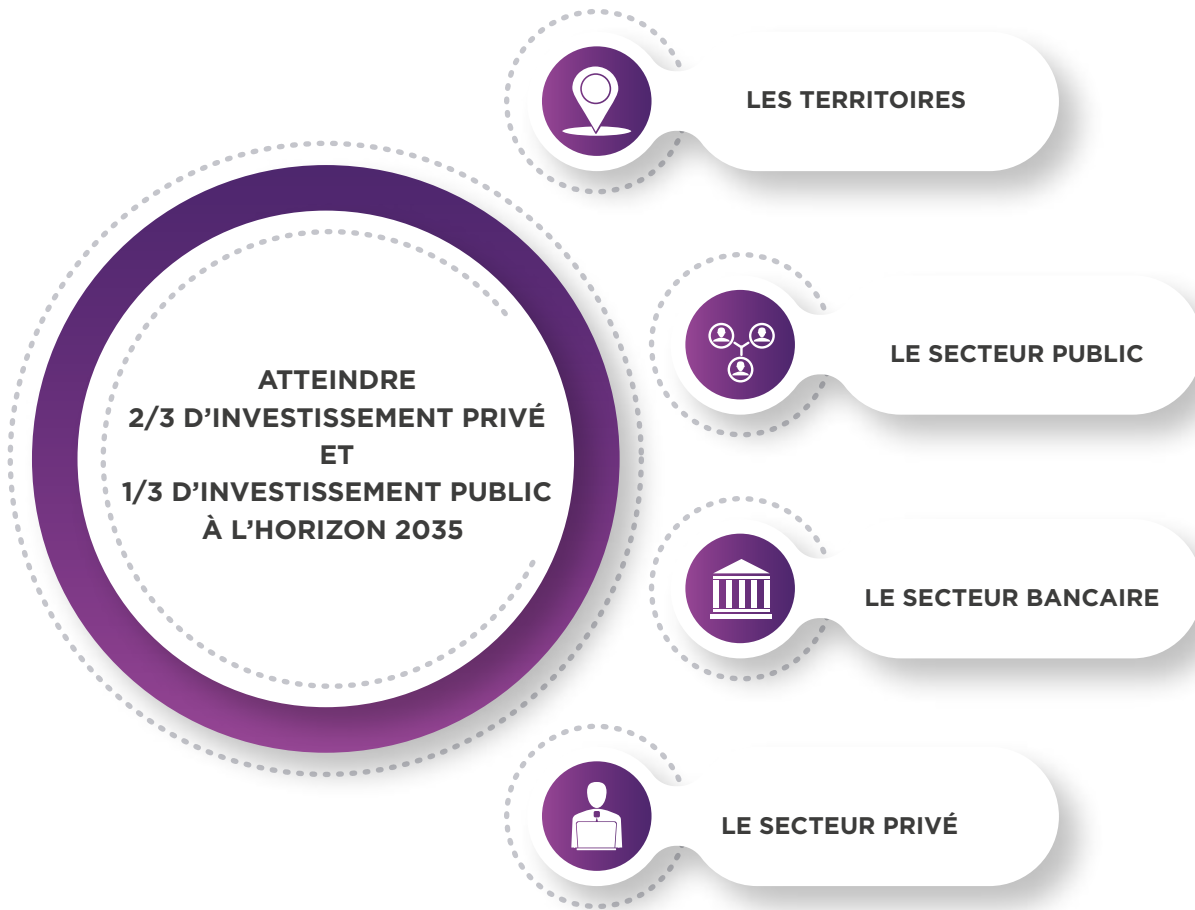 ATTEINDRE
2/3 D’INVESTISSEMENT PRIVÉ
ET
1/3 D’INVESTISSEMENT PUBLIC
À L’HORIZON 2035
LES TERRITOIRES
LE SECTEUR PUBLIC
LE SECTEUR BANCAIRE
LE SECTEUR PRIVÉ